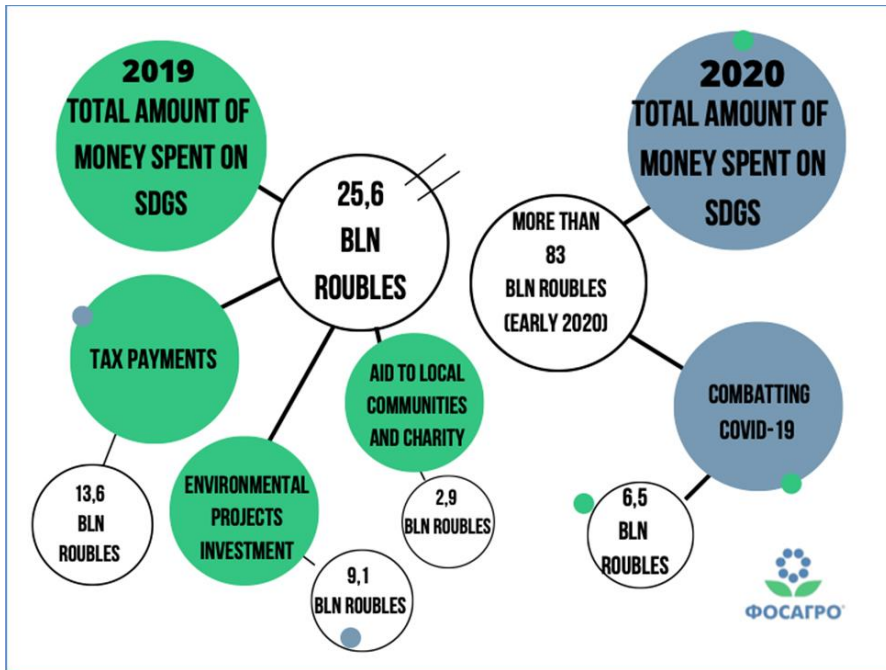 2019
TOTAL AMOUNT OF
MONEY SPENT ON
SDGS
25,6
BLN
ROUBLES
TAX PAYMENTS
13,6
BLN
ROUBLES
ENVIRONMENTAL
PROJECTS
INVESTMENT
9,1
BLN ROUBLES
AID TO LOCAL
COMMUNITIES
AND CHARITY
2,9
BLN ROUBLES
2020
TOTAL AMOUNT OF
MONEY SPENT ON
SDGS
MORE THAN
83
BLN ROUBLES
(EARLY 2020)
COMBATTING
COVID-19
6,5
BLN
ROUBLES
ФОСАГРО®